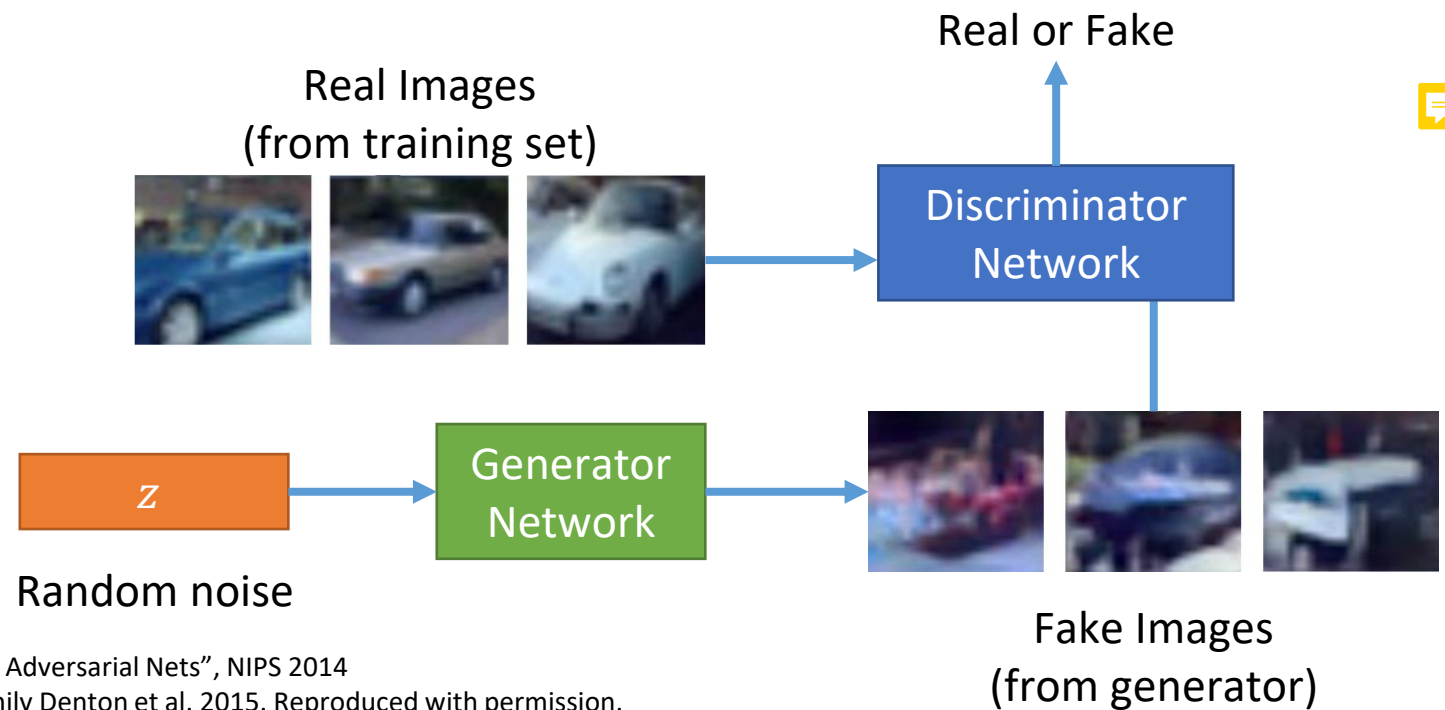 Real or Fake
Real Images
(from training set)
Discriminator
Network
z
Generator
Network
Random noise
Fake Images
(from generator)
Adversarial Nets”, NIPS 2014
Denton et al. 2015. Reproduced with permission.